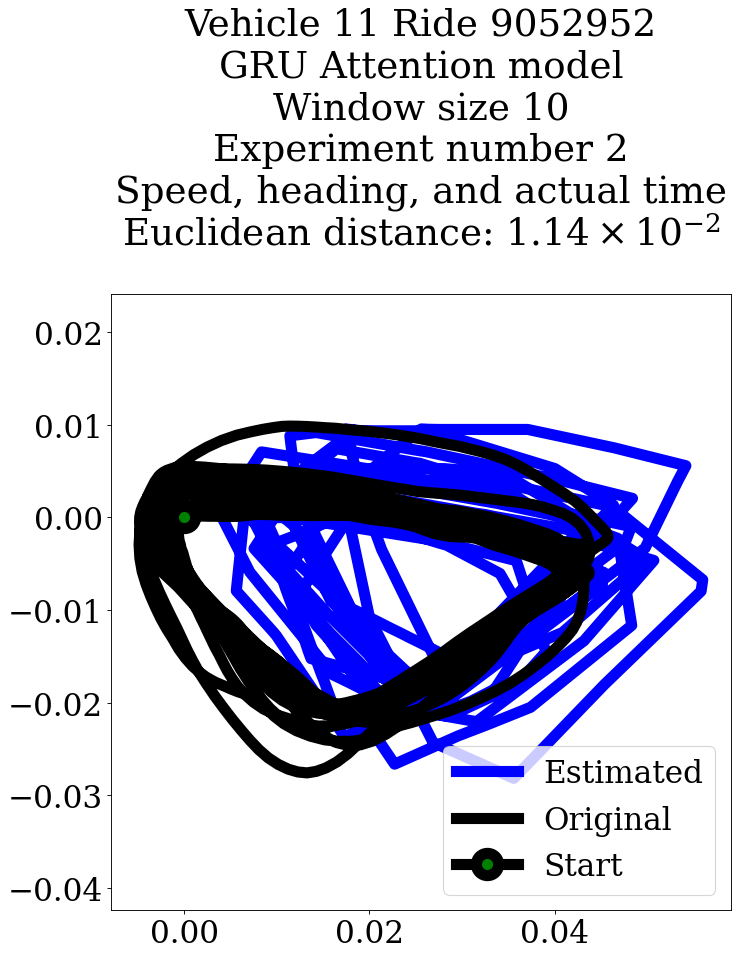 Vehicle 11 Ride 9052952
GRU Attention model
Window size 10
Experiment number 2
Speed, heading, and actual time
Euclidean distance: 1.14 × 10⁻²
0.02
0.01
0.00
−0.01
−0.02
−0.03
−0.04
0.00 0.02 0.04
Estimated
Original
Start